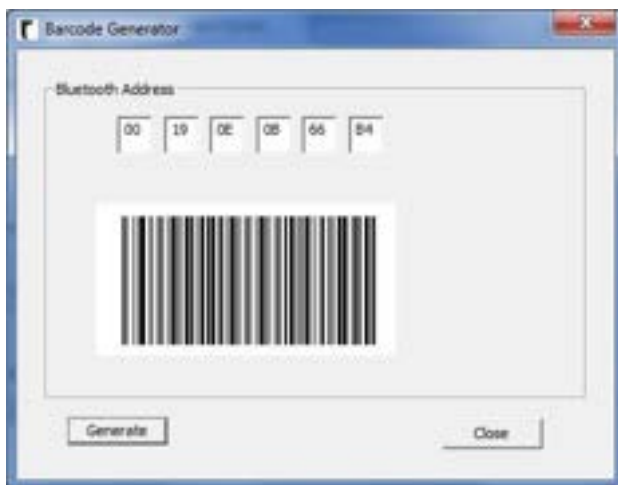 Barcode Generator
Bluetooth Address
00 19 0E 0B 66 B4
Generate Close